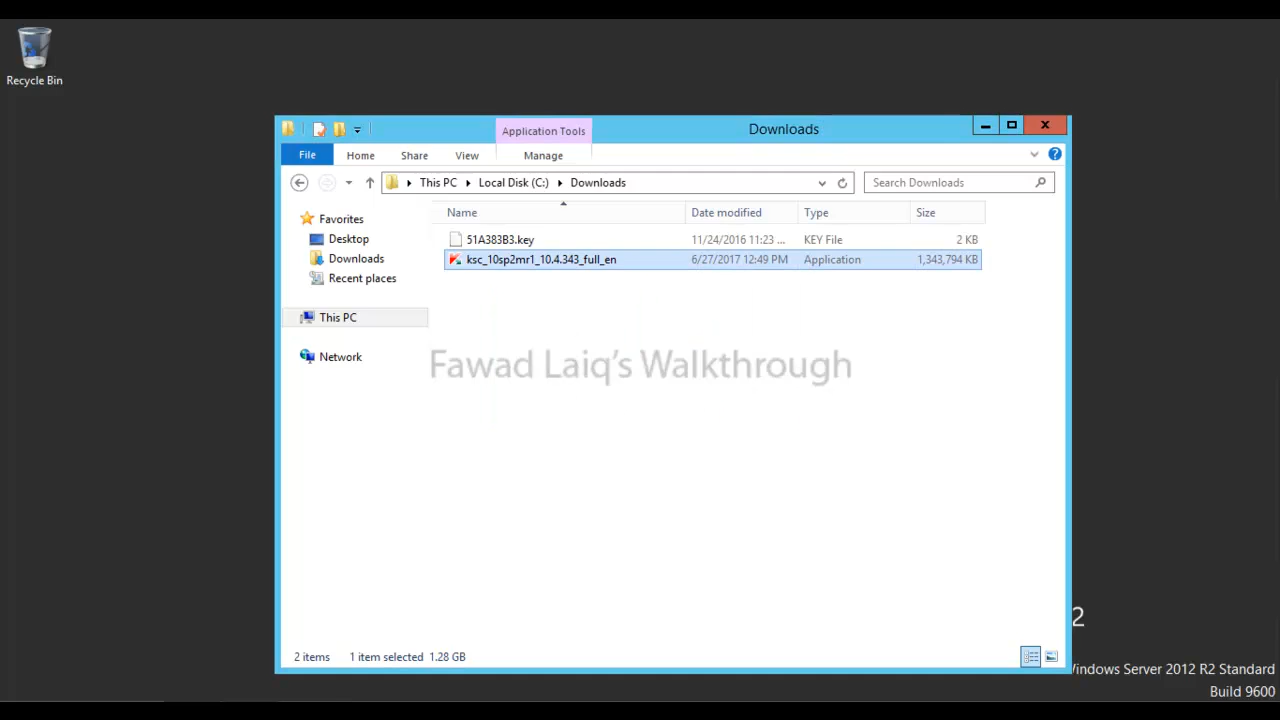 Recycle Bin
Application Tools
Downloads
File Home Share View Manage
This PC Local Disk (C:) Downloads
Search Downloads
Name Date modified Type Size
Favorites
Desktop
Downloads
Recent places
This PC
Network
51A383B3.key 11/24/2016 11:23 ... KEY File 2 KB
ksc_10sp2mr1_10.4.343_full_en 6/27/2017 12:49 PM Application 1,343,794 KB
Fawad Laiq's Walkthrough
2 items 1 item selected 1.28 GB
2
Windows Server 2012 R2 Standard
Build 9600